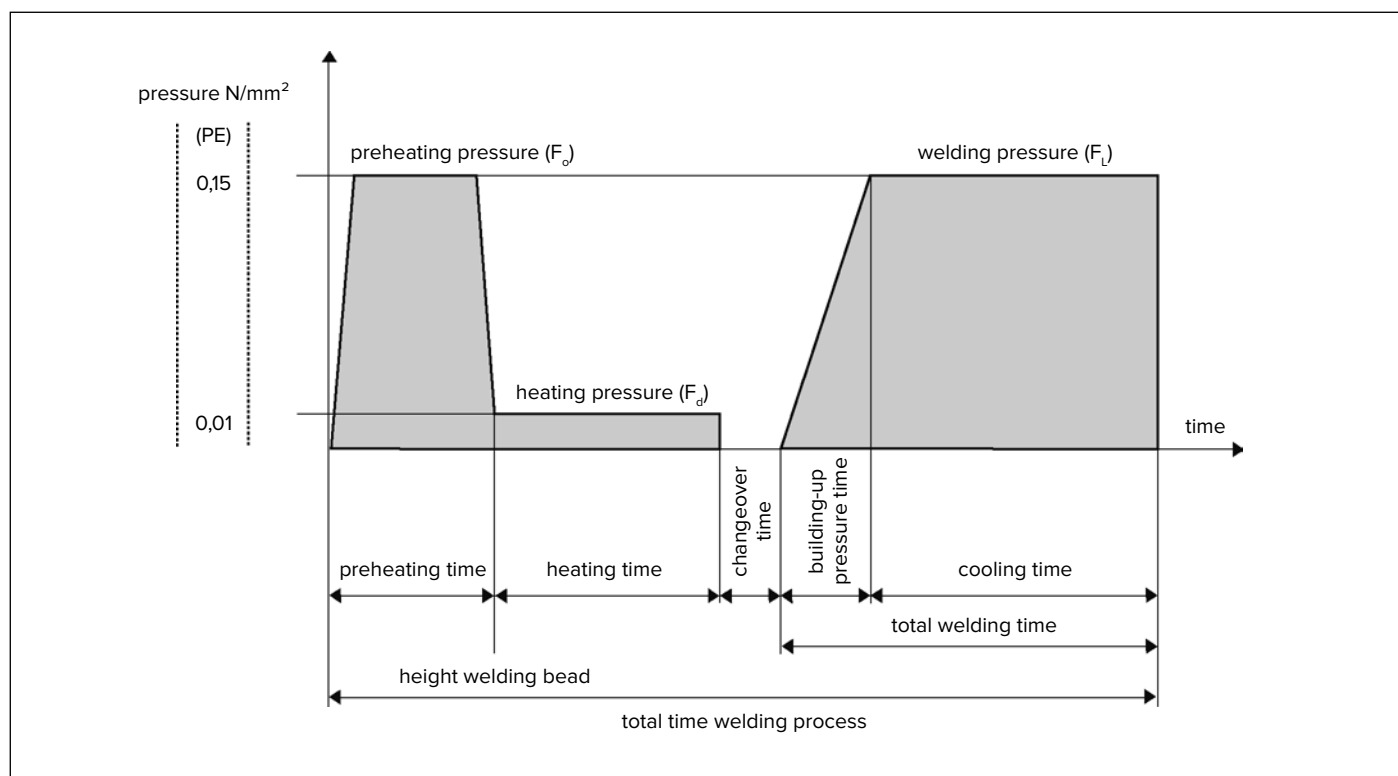 pressure N/mm²
(PE)
preheating pressure (Fₒ)
welding pressure (F_L)
0,15
heating pressure (F_d)
0,01
time
changeover
time
building-up
pressure time
preheating time
heating time
cooling time
total welding time
height welding bead
total time welding process